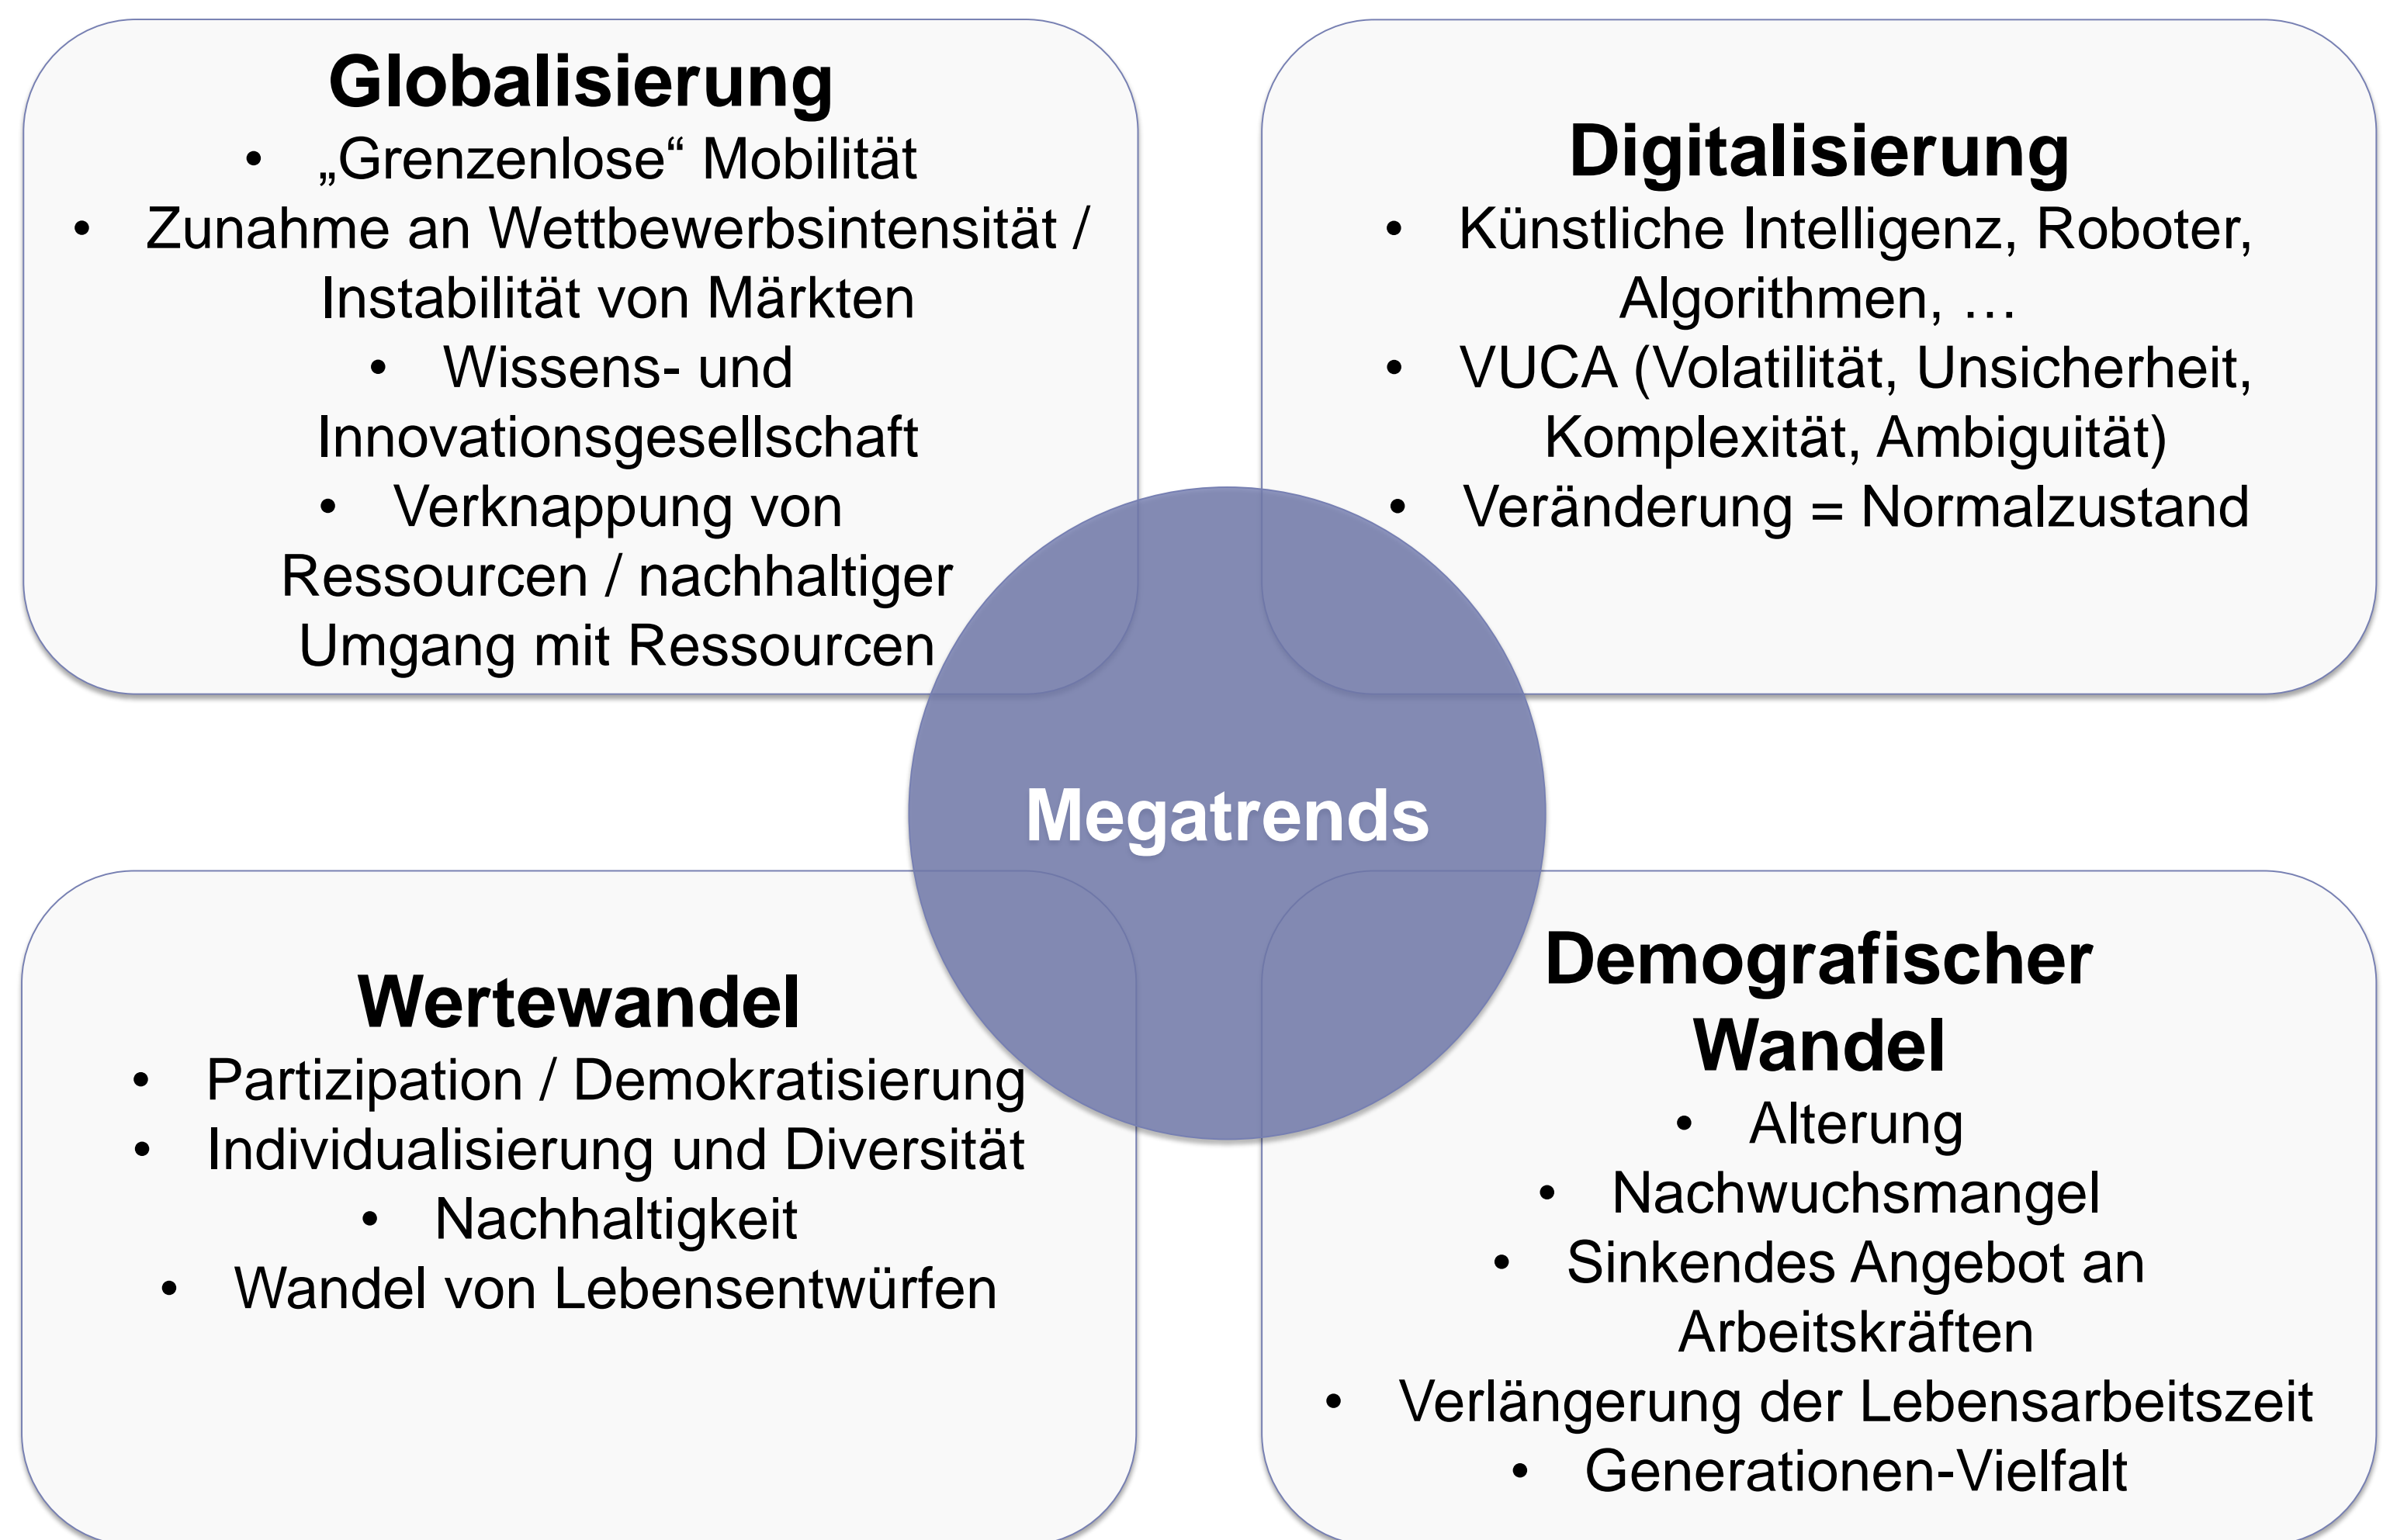 Globalisierung
• „Grenzenlose“ Mobilität
• Zunahme an Wettbewerbsintensität /
Instabilität von Märkten
• Wissens- und
Innovationsgesellschaft
• Verknappung von
Ressourcen / nachhaltiger
Umgang mit Ressourcen
Digitalisierung
• Künstliche Intelligenz, Roboter,
Algorithmen, …
• VUCA (Volatilität, Unsicherheit,
Komplexität, Ambiguität)
• Veränderung = Normalzustand
Megatrends
Wertewandel
• Partizipation / Demokratisierung
• Individualisierung und Diversität
• Nachhaltigkeit
• Wandel von Lebensentwürfen
Demografischer
Wandel
• Alterung
• Nachwuchsmangel
• Sinkendes Angebot an
Arbeitskräften
• Verlängerung der Lebensarbeitszeit
• Generationen-Vielfalt